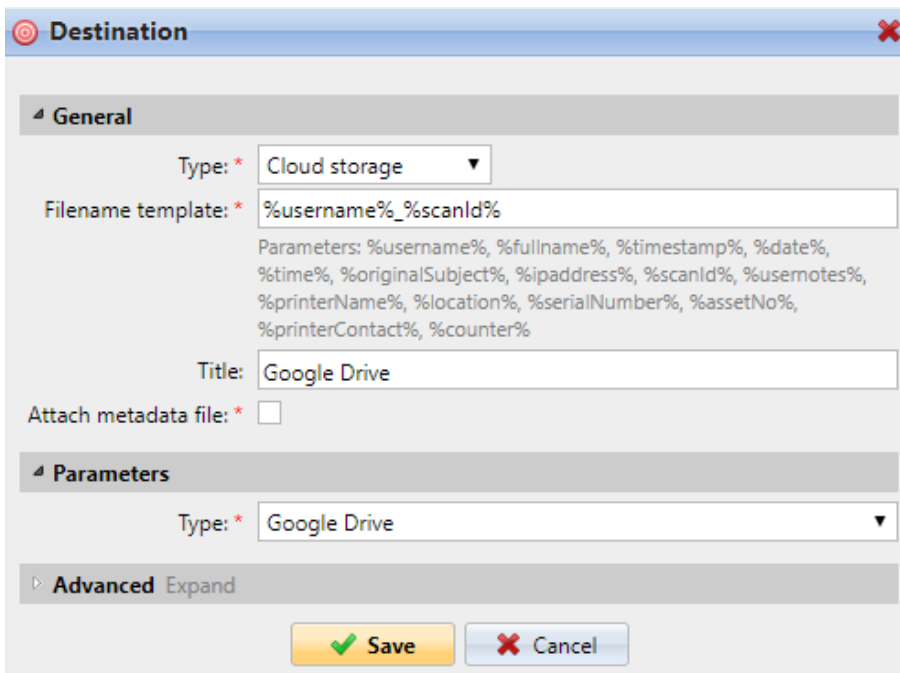 Destination
General
Type: * Cloud storage
Filename template: * %username%_%scanId%
Parameters: %username%, %fullname%, %timestamp%, %date%,
%time%, %originalSubject%, %ipaddress%, %scanId%, %usernotes%,
%printerName%, %location%, %serialNumber%, %assetNo%,
%printerContact%, %counter%
Title: Google Drive
Attach metadata file: *
Parameters
Type: * Google Drive
Advanced Expand
Save Cancel